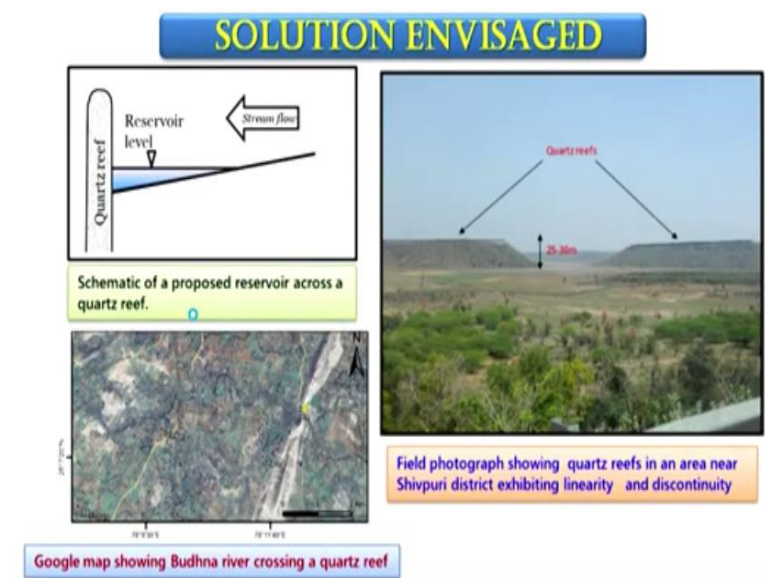 SOLUTION ENVISAGED
Reservoir
level
Stream flow
Quartz reef
Schematic of a proposed reservoir across a
quartz reef.
Quartz reefs
25-30m
Field photograph showing quartz reefs in an area near
Shivpuri district exhibiting linearity and discontinuity
N
Google map showing Budhna river crossing a quartz reef